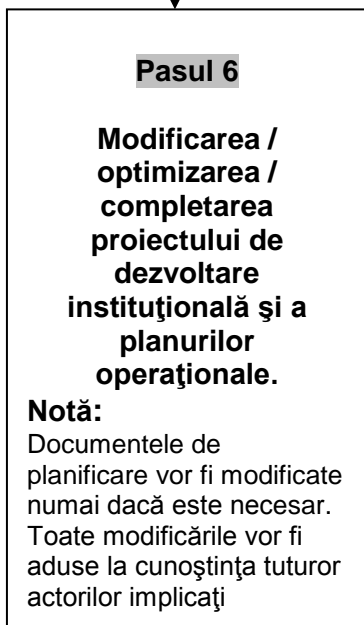 Pasul 6
Modificarea /
optimizarea /
completarea
proiectului de
dezvoltare
instituţională şi a
planurilor
operaţionale.
Notă:
Documentele de
planificare vor fi modificate
numai dacă este necesar.
Toate modificările vor fi
aduse la cunoştinţa tuturor
actorilor implicaţi